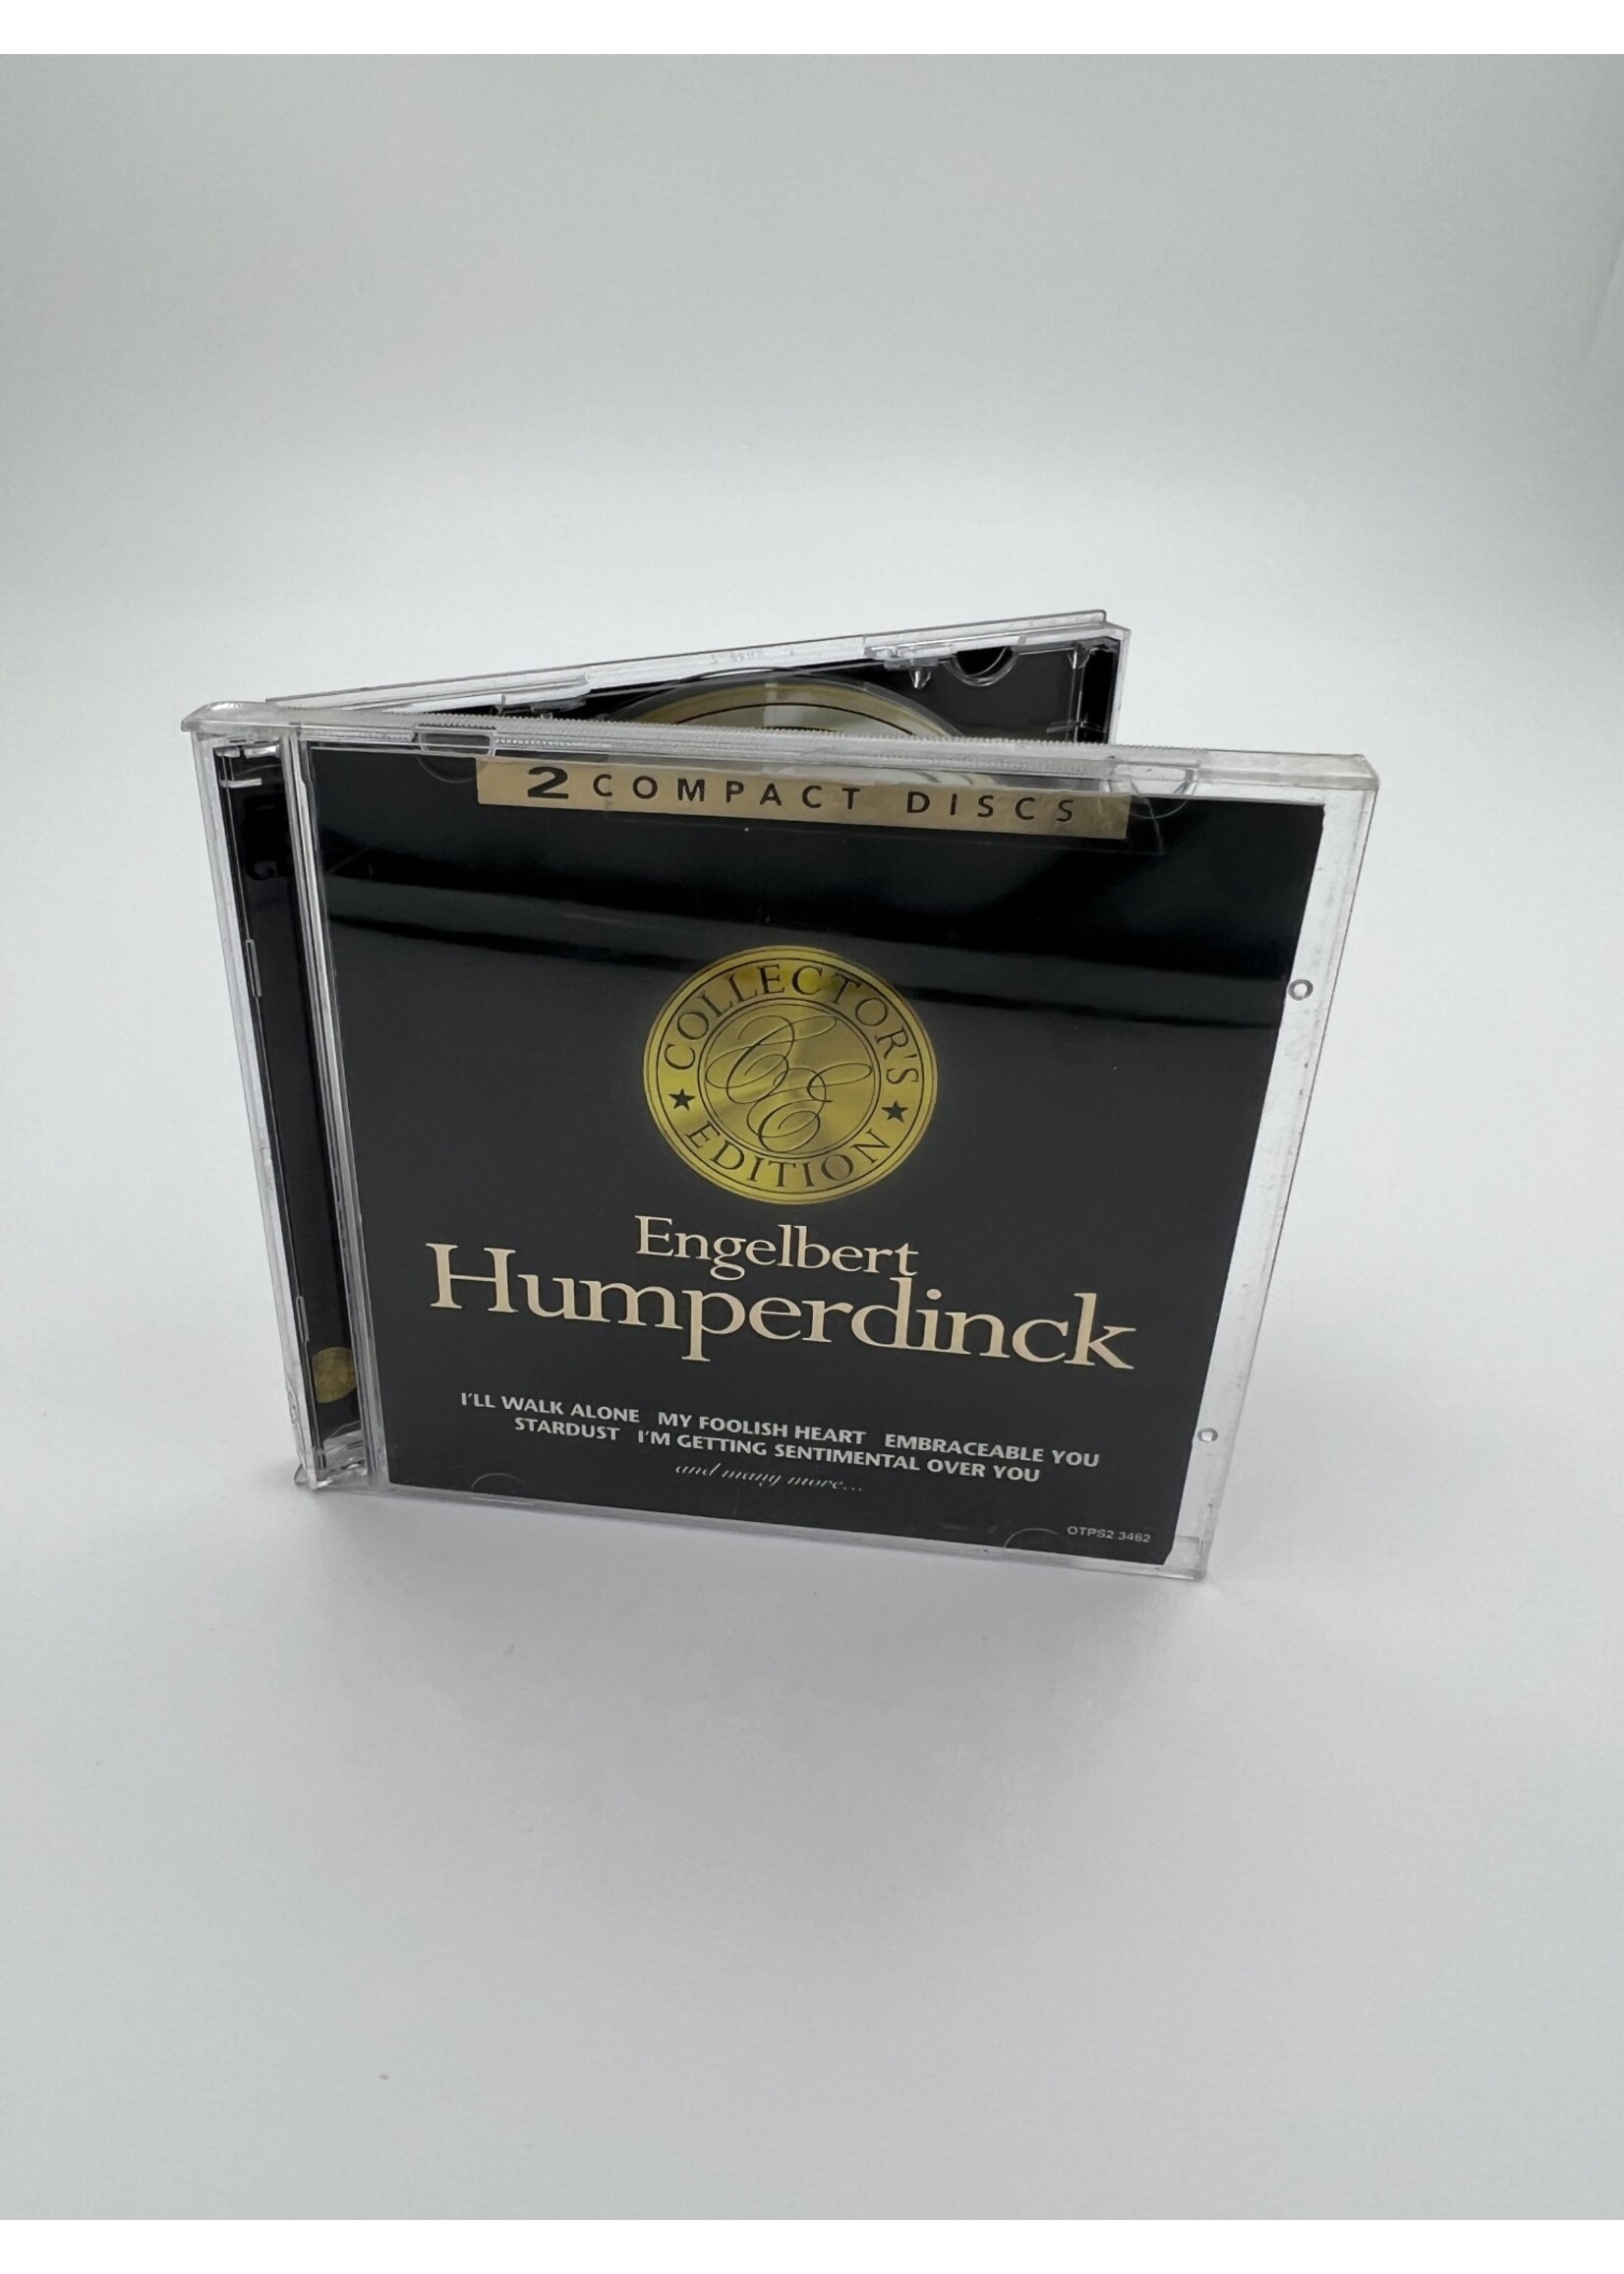 2 COMPACT DISCS
COLLECTOR'S
CE
EDITION
Engelbert
Humperdinck
I'LL WALK ALONE MY FOOLISH HEART EMBRACEABLE YOU
STARDUST I'M GETTING SENTIMENTAL OVER YOU
and many more...
OTPS2 3462